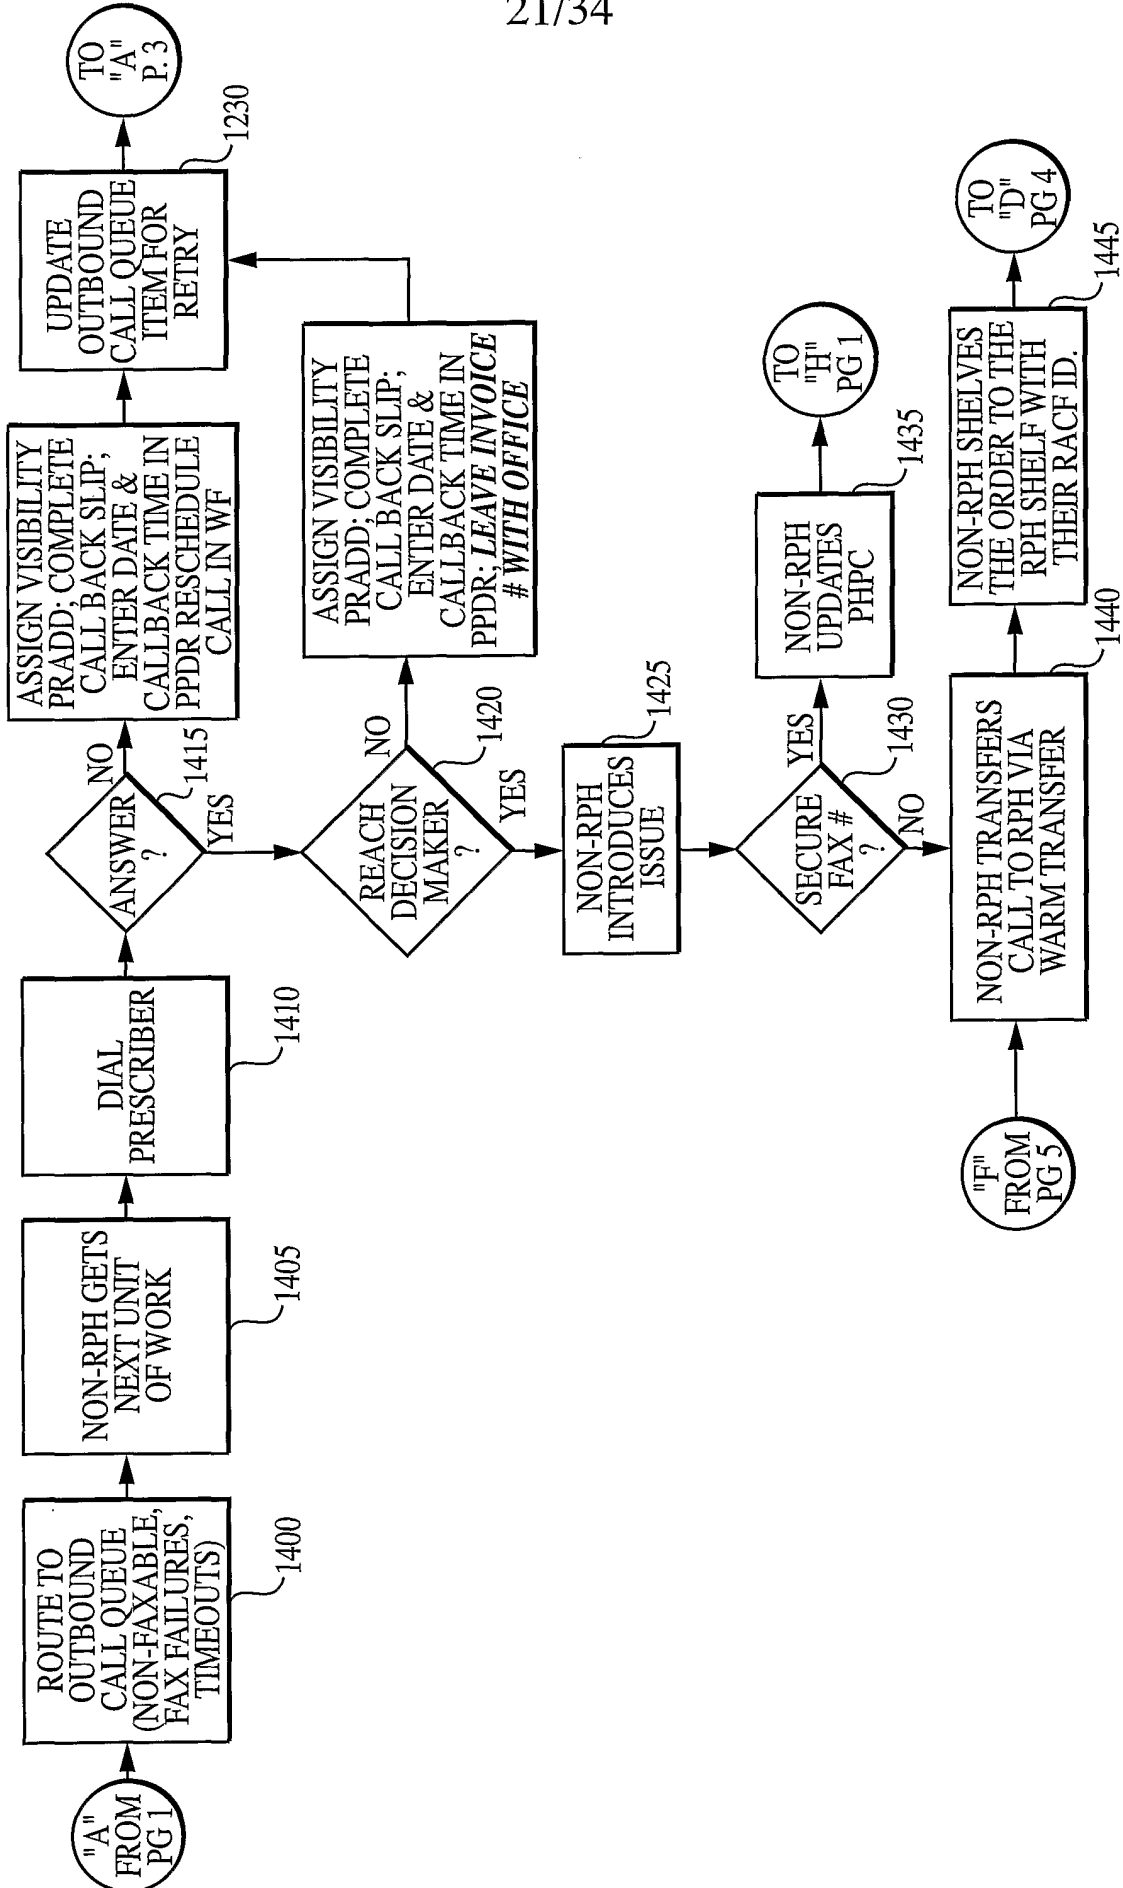 21/34
"A"
FROM
PG 1
ROUTE TO
OUTBOUND
CALL QUEUE
(NON-FAXABLE,
FAX FAILURES,
TIMEOUTS)
1400
NON-RPH GETS
NEXT UNIT
OF WORK
1405
DIAL
PRESCRIBER
1410
ANSWER
?
1415
NO
YES
ASSIGN VISIBILITY
PRADD; COMPLETE
CALL BACK SLIP;
ENTER DATE &
CALLBACK TIME IN
PPDR RESCHEDULE
CALL IN WF
UPDATE
OUTBOUND
CALL QUEUE
ITEM FOR
RETRY
1230
TO
"A"
P. 3
REACH
DECISION
MAKER
?
1420
NO
YES
ASSIGN VISIBILITY
PRADD; COMPLETE
CALL BACK SLIP;
ENTER DATE &
CALLBACK TIME IN
PPDR; LEAVE INVOICE
# WITH OFFICE
NON-RPH
INTRODUCES
ISSUE
1425
SECURE
FAX #
?
1430
YES
NO
NON-RPH
UPDATES
PHPC
1435
TO
"H"
PG 1
"F"
FROM
PG 5
NON-RPH TRANSFERS
CALL TO RPH VIA
WARM TRANSFER
1440
NON-RPH SHELVES
THE ORDER TO THE
RPH SHELF WITH
THEIR RACF ID.
1445
TO
"D"
PG 4